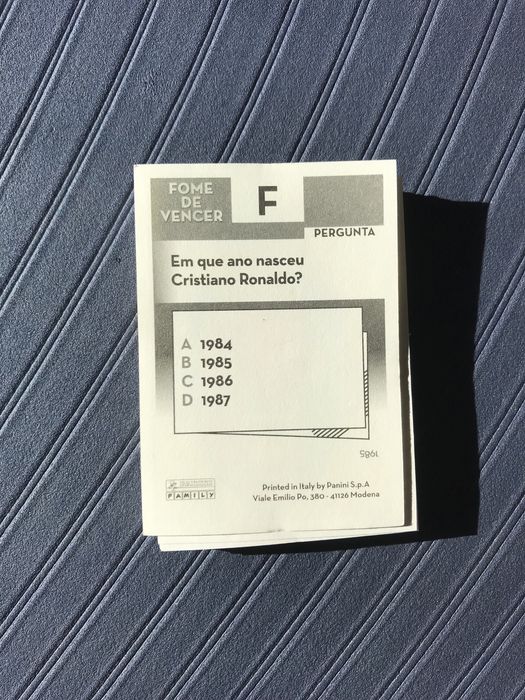 FOME
DE
VENCER
F
PERGUNTA
Em que ano nasceu
Cristiano Ronaldo?
A 1984
B 1985
C 1986
D 1987
1985
FAMILY
Printed in Italy by Panini S.p.A
Viale Emilio Po, 380 - 41126 Modena